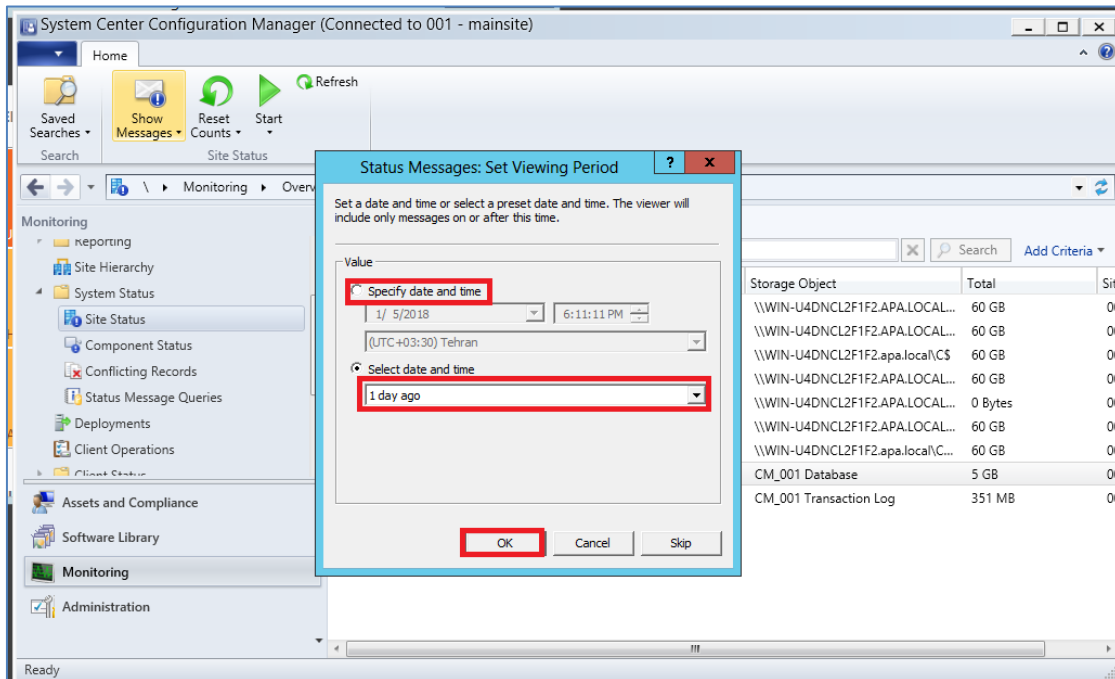 System Center Configuration Manager (Connected to 001 - mainsite)
Home
Saved Searches
Show Messages
Reset Counts
Start
Refresh
Search
Site Status
\ Monitoring Overv
Monitoring
Reporting
Site Hierarchy
System Status
Site Status
Component Status
Conflicting Records
Status Message Queries
Deployments
Client Operations
Client Status
Assets and Compliance
Software Library
Monitoring
Administration
Ready
Status Messages: Set Viewing Period
? x
Set a date and time or select a preset date and time. The viewer will
include only messages on or after this time.
Value
Specify date and time
1/ 5/2018 6:11:11 PM
(UTC+03:30) Tehran
Select date and time
1 day ago
OK Cancel Skip
Search Add Criteria
Storage Object Total Sit
\\WIN-U4DNCL2F1F2.APA.LOCAL... 60 GB
\\WIN-U4DNCL2F1F2.APA.LOCAL... 60 GB
\\WIN-U4DNCL2F1F2.apa.local\C$ 60 GB
\\WIN-U4DNCL2F1F2.APA.LOCAL... 60 GB
\\WIN-U4DNCL2F1F2.APA.LOCAL... 0 Bytes
\\WIN-U4DNCL2F1F2.APA.LOCAL... 60 GB
\\WIN-U4DNCL2F1F2.apa.local\C... 60 GB
CM_001 Database 5 GB
CM_001 Transaction Log 351 MB